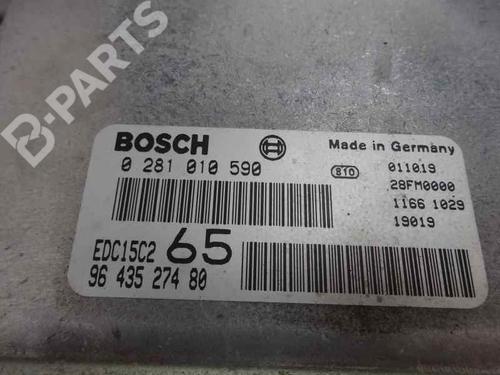 B-PARTS
BOSCH
Made in Germany
0 281 010 590
810
011019
28FM0000
1166 1029
19019
EDC15C2 65
96 435 274 80